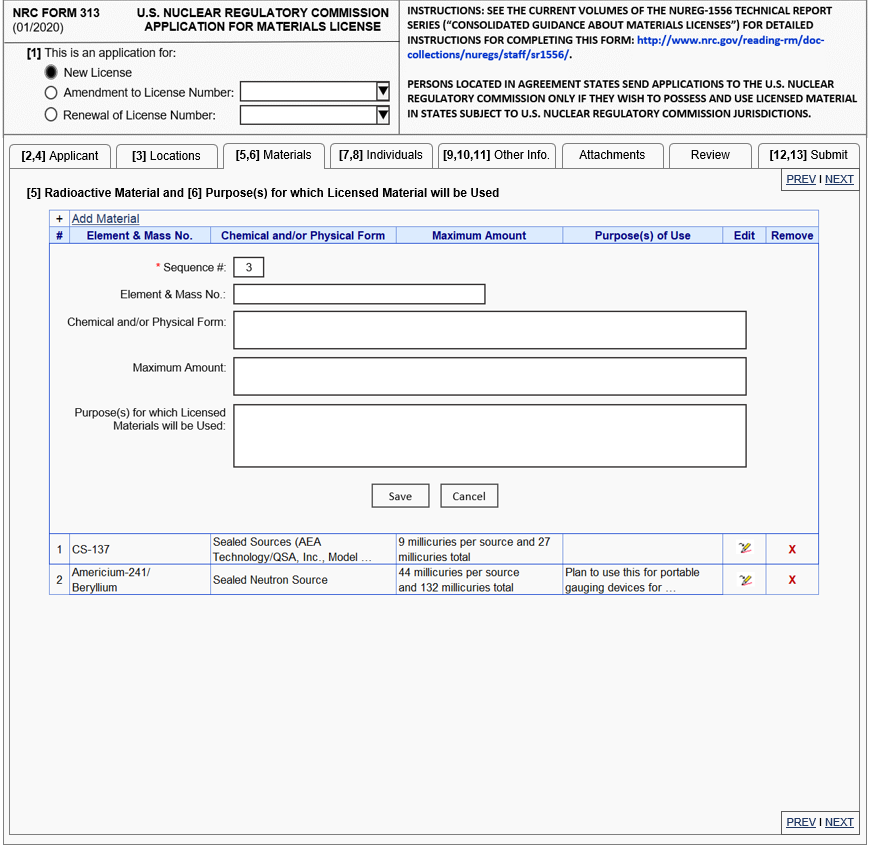 NRC FORM 313
(01/2020)
U.S. NUCLEAR REGULATORY COMMISSION
APPLICATION FOR MATERIALS LICENSE
[1] This is an application for:
New License
Amendment to License Number:
Renewal of License Number:
INSTRUCTIONS: SEE THE CURRENT VOLUMES OF THE NUREG-1556 TECHNICAL REPORT
SERIES (“CONSOLIDATED GUIDANCE ABOUT MATERIALS LICENSES”) FOR DETAILED
INSTRUCTIONS FOR COMPLETING THIS FORM: http://www.nrc.gov/reading-rm/doc-
collections/nuregs/staff/sr1556/.
PERSONS LOCATED IN AGREEMENT STATES SEND APPLICATIONS TO THE U.S. NUCLEAR
REGULATORY COMMISSION ONLY IF THEY WISH TO POSSESS AND USE LICENSED MATERIAL
IN STATES SUBJECT TO U.S. NUCLEAR REGULATORY COMMISSION JURISDICTIONS.
[2,4] Applicant
[3] Locations
[5,6] Materials
[7,8] Individuals
[9,10,11] Other Info.
Attachments
Review
[12,13] Submit
PREV I NEXT
[5] Radioactive Material and [6] Purpose(s) for which Licensed Material will be Used
+ Add Material
# Element & Mass No. Chemical and/or Physical Form Maximum Amount Purpose(s) of Use Edit Remove
* Sequence #: 3
Element & Mass No.:
Chemical and/or Physical Form:
Maximum Amount:
Purpose(s) for which Licensed
Materials will be Used:
Save Cancel
1 CS-137
Sealed Sources (AEA
Technology/QSA, Inc., Model ...
9 millicuries per source and 27
millicuries total
X
2 Americium-241/
Beryllium
Sealed Neutron Source
44 millicuries per source
and 132 millicuries total
Plan to use this for portable
gauging devices for ...
X
PREV I NEXT